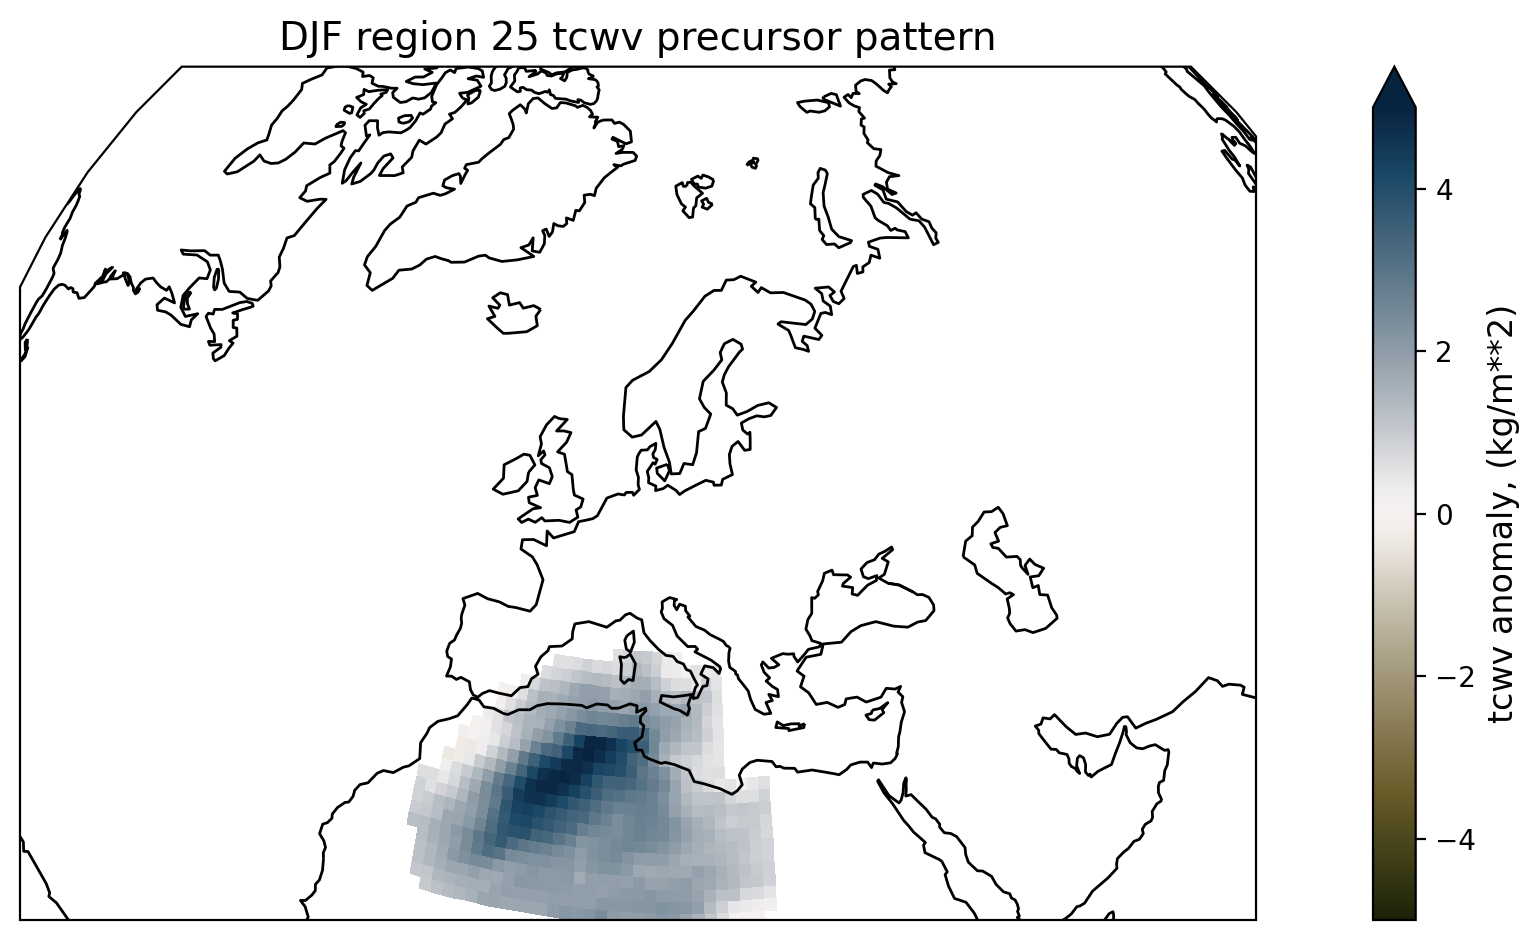 DJF region 25 tcwv precursor pattern
4
2
0
−2
−4
tcwv anomaly, (kg/m**2)